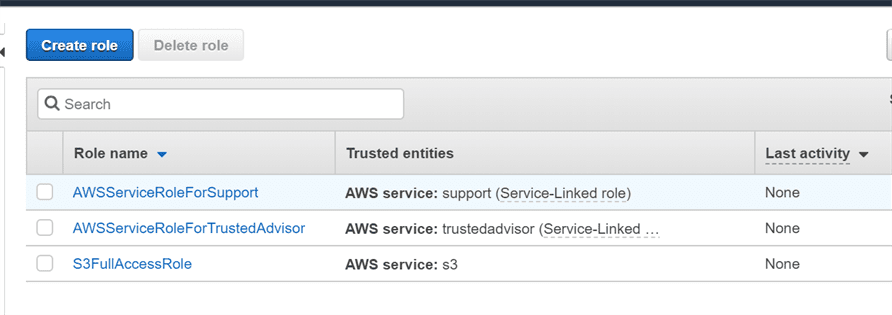 Create role Delete role
Search
Role name Trusted entities Last activity
AWSServiceRoleForSupport AWS service: support (Service-Linked role) None
AWSServiceRoleForTrustedAdvisor AWS service: trustedadvisor (Service-Linked … None
S3FullAccessRole AWS service: s3 None